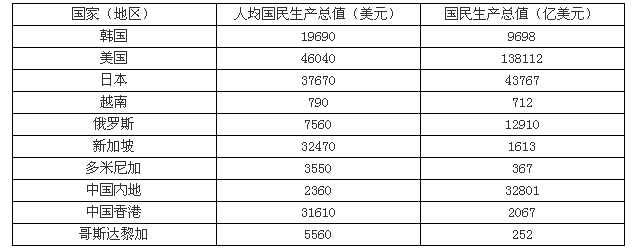 国家（地区） 人均国民生产总值（美元） 国民生产总值（亿美元）
韩国 19690 9698
美国 46040 138112
日本 37670 43767
越南 790 712
俄罗斯 7560 12910
新加坡 32470 1613
多米尼加 3550 367
中国内地 2360 32801
中国香港 31610 2067
哥斯达黎加 5560 252